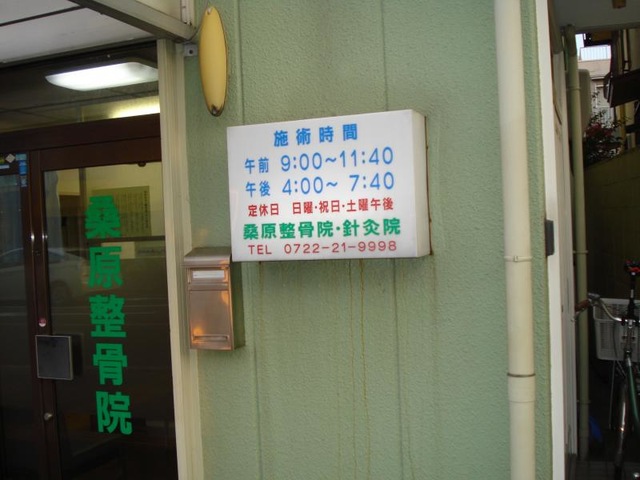 施術時間
午前 9:00～11:40
午後 4:00～ 7:40
定休日 日曜・祝日・土曜午後
桑原整骨院・針灸院
TEL 0722-21-9998
桑原整骨院